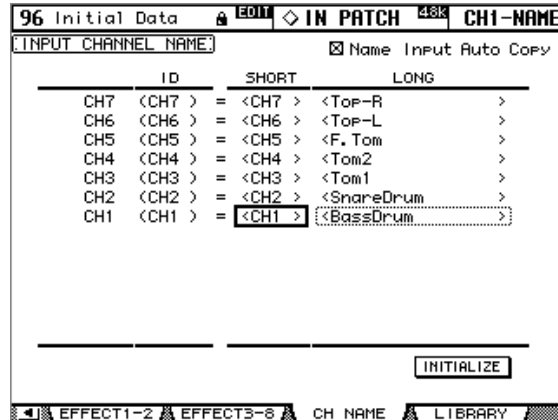 96 Initial Data EDIT ◇ IN PATCH 48k CH1-NAME
INPUT CHANNEL NAME
☒ Name Input Auto Copy
ID SHORT LONG
CH7 (CH7 ) = <CH7 > <Top-R >
CH6 (CH6 ) = <CH6 > <Top-L >
CH5 (CH5 ) = <CH5 > <F. Tom >
CH4 (CH4 ) = <CH4 > <Tom2 >
CH3 (CH3 ) = <CH3 > <Tom1 >
CH2 (CH2 ) = <CH2 > <SnareDrum >
CH1 (CH1 ) = <CH1 > <BassDrum >
INITIALIZE
EFFECT1-2 EFFECT3-8 CH NAME LIBRARY